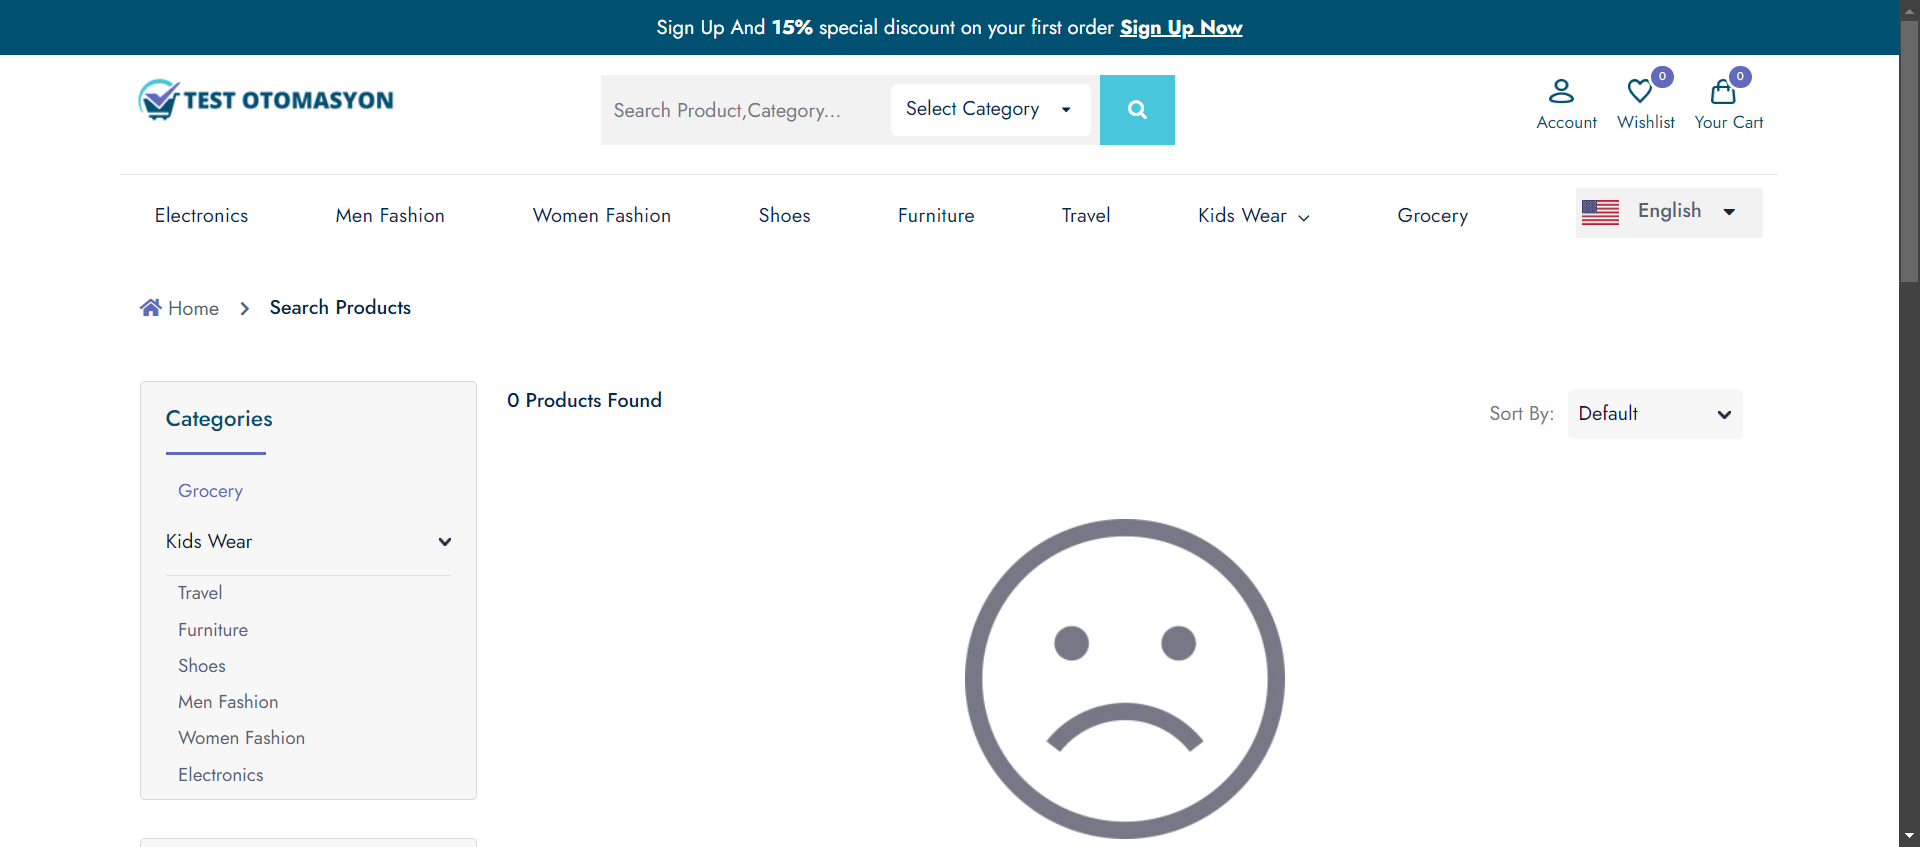 Sign Up And 15% special discount on your first order Sign Up Now
TEST OTOMASYON
Search Product,Category...
Select Category
0
0
Account
Wishlist
Your Cart
Electronics
Men Fashion
Women Fashion
Shoes
Furniture
Travel
Kids Wear
Grocery
English
Home
Search Products
Categories
Grocery
Kids Wear
Travel
Furniture
Shoes
Men Fashion
Women Fashion
Electronics
0 Products Found
Sort By:
Default